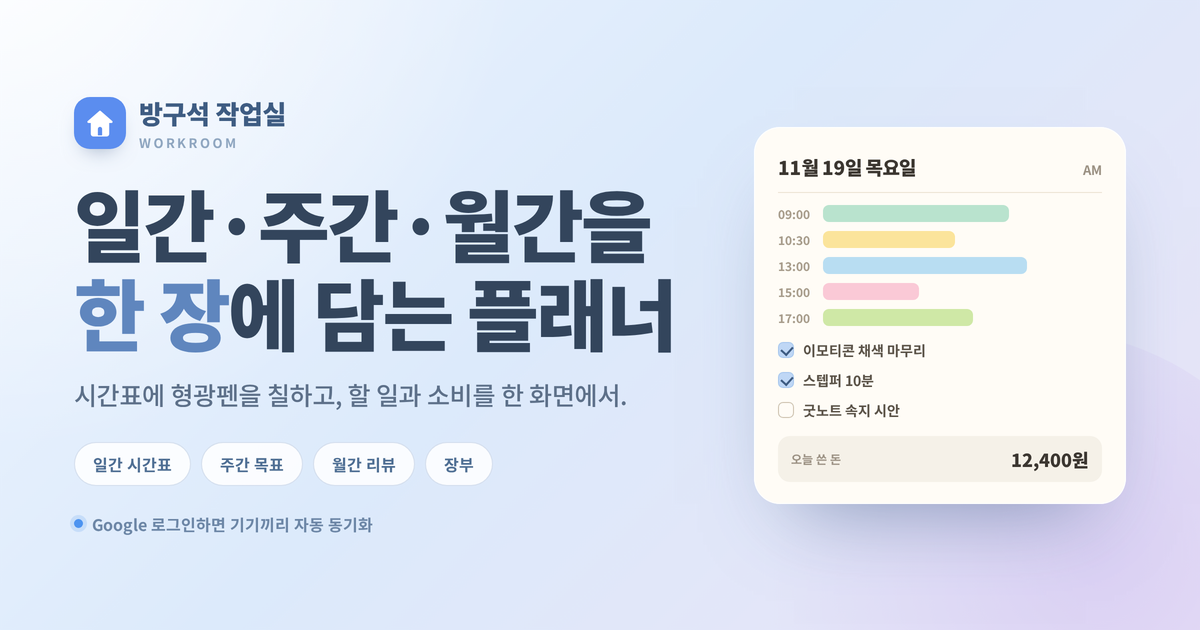 방구석 작업실
WORKROOM
일간 · 주간 · 월간을
한 장에 담는 플래너
시간표에 형광펜을 칠하고, 할 일과 소비를 한 화면에서.
일간 시간표 주간 목표 월간 리뷰 장부
Google 로그인하면 기기끼리 자동 동기화
11월 19일 목요일 AM
09:00
10:30
13:00
15:00
17:00
이모티콘 채색 마무리
스텝퍼 10분
굿노트 속지 시안
오늘 쓴 돈 12,400원